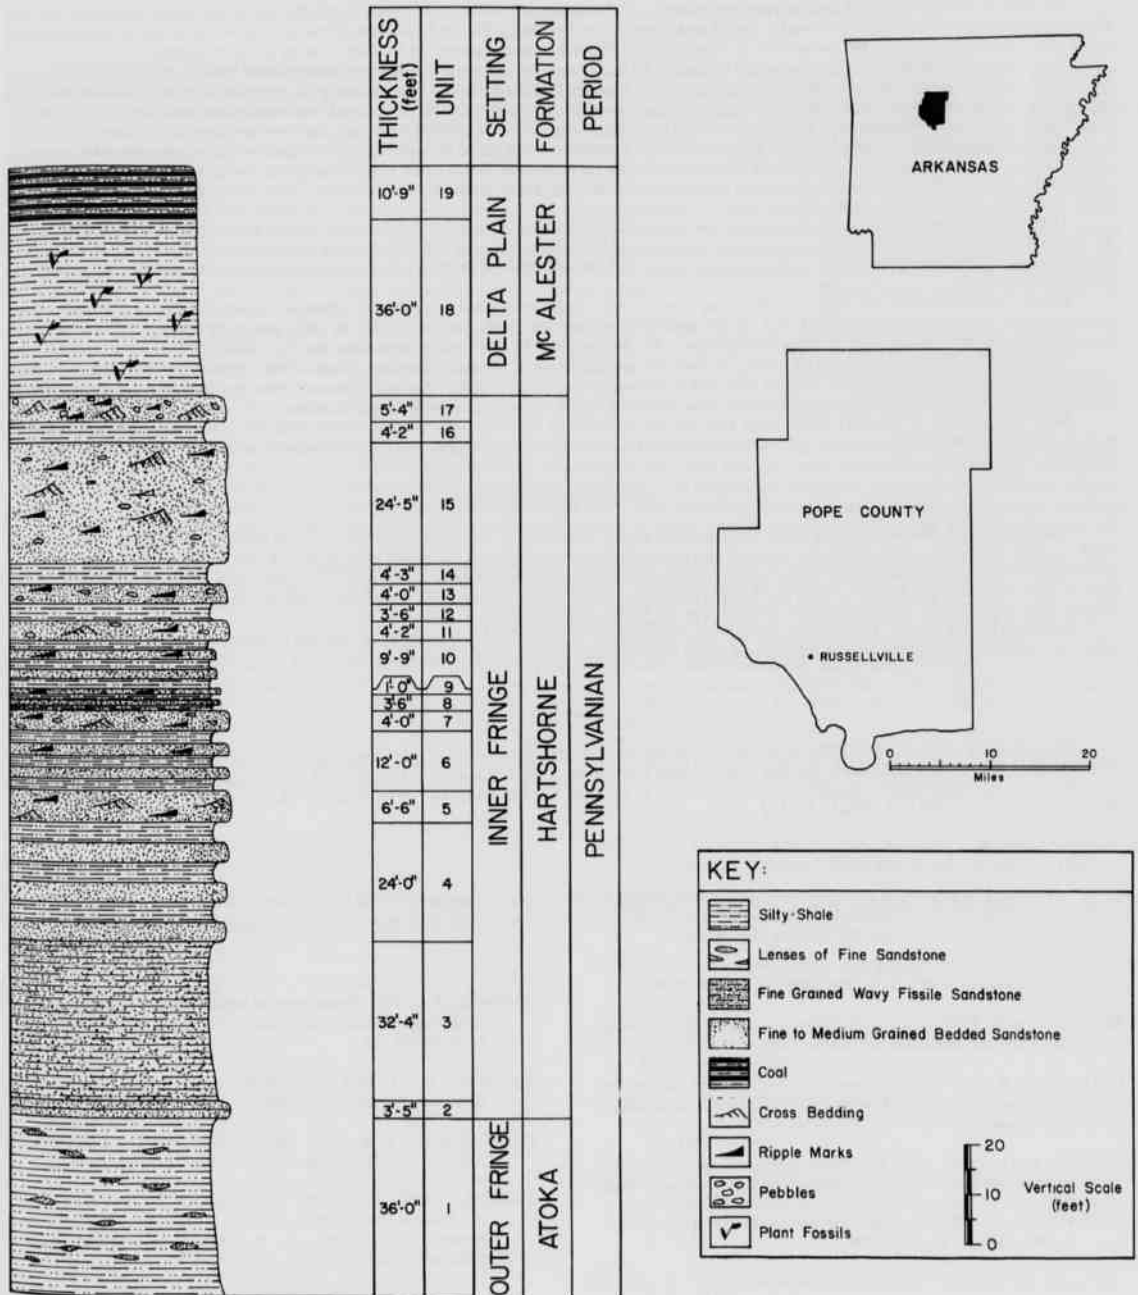 THICKNESS (feet) UNIT SETTING FORMATION PERIOD
10'-9" 19
36'-0" 18
5'-4" 17
4'-2" 16
24'-5" 15
4'-3" 14
4'-0" 13
3'-6" 12
4'-2" 11
9'-9" 10
1'-0" 9
3'6" 8
4'-0" 7
12'-0" 6
6'-6" 5
24'-0" 4
32'-4" 3
3'-5" 2
36'-0" 1
DELTA PLAIN
INNER FRINGE
OUTER FRINGE
Mc ALESTER
HARTSHORNE
ATOKA
PENNSYLVANIAN
ARKANSAS
POPE COUNTY
RUSSELLVILLE
0 10 20
Miles
KEY:
Silty-Shale
Lenses of Fine Sandstone
Fine Grained Wavy Fissile Sandstone
Fine to Medium Grained Bedded Sandstone
Coal
Cross Bedding
Ripple Marks
Pebbles
Plant Fossils
20
10
0
Vertical Scale
(feet)